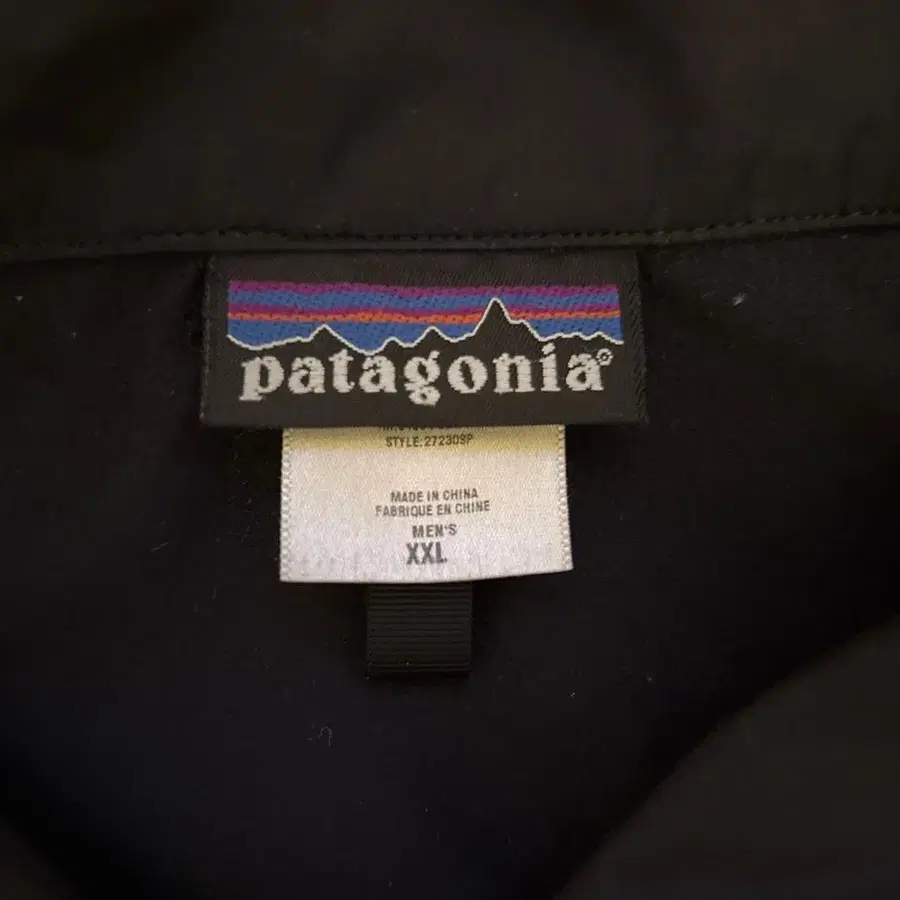 patagonia®
STYLE:27230SP
MADE IN CHINA
FABRIQUE EN CHINE
MEN'S
XXL